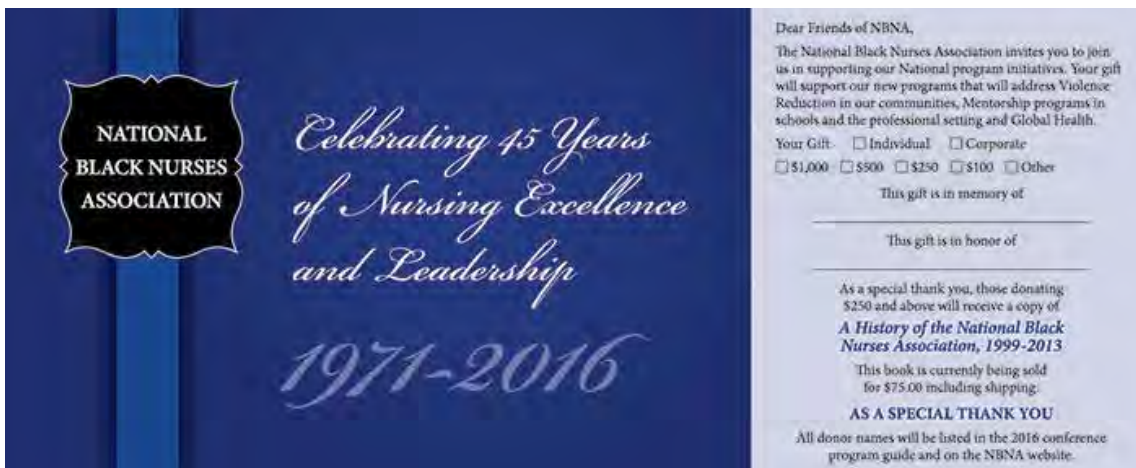 NATIONAL
BLACK NURSES
ASSOCIATION
Celebrating 45 Years
of Nursing Excellence
and Leadership
1971-2016
Dear Friends of NBNA,
The National Black Nurses Association invites you to join
us in supporting our National program initiatives. Your gift
will support our new programs that will address Violence
Reduction in our communities, Mentorship programs in
schools and the professional setting and Global Health.
Your Gift ☐ Individual ☐ Corporate
☐ $1,000 ☐ $500 ☐ $250 ☐ $100 ☐ Other
This gift is in memory of
This gift is in honor of
As a special thank you, those donating
$250 and above will receive a copy of
A History of the National Black
Nurses Association, 1999-2013
This book is currently being sold
for $75.00 including shipping.
AS A SPECIAL THANK YOU
All donor names will be listed in the 2016 conference
program guide and on the NBNA website.